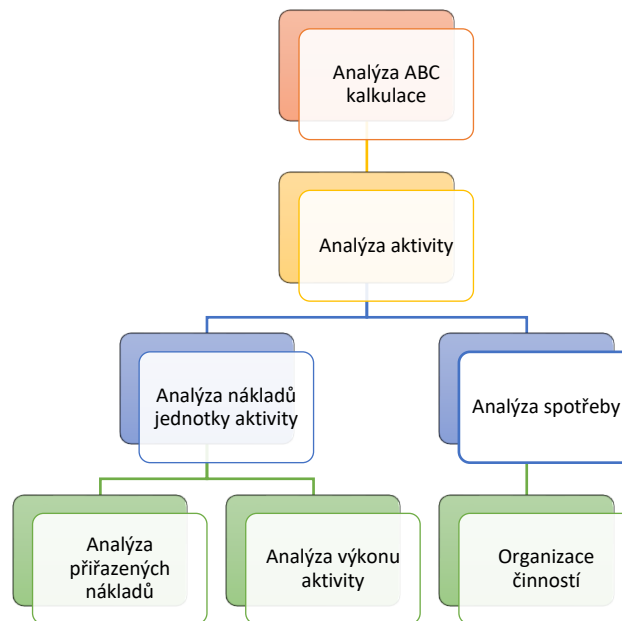 Analýza ABC
kalkulace
Analýza aktivity
Analýza nákladů
jednotky aktivity
Analýza spotřeby
Analýza
přiřazených
nákladů
Analýza výkonu
aktivity
Organizace
činností